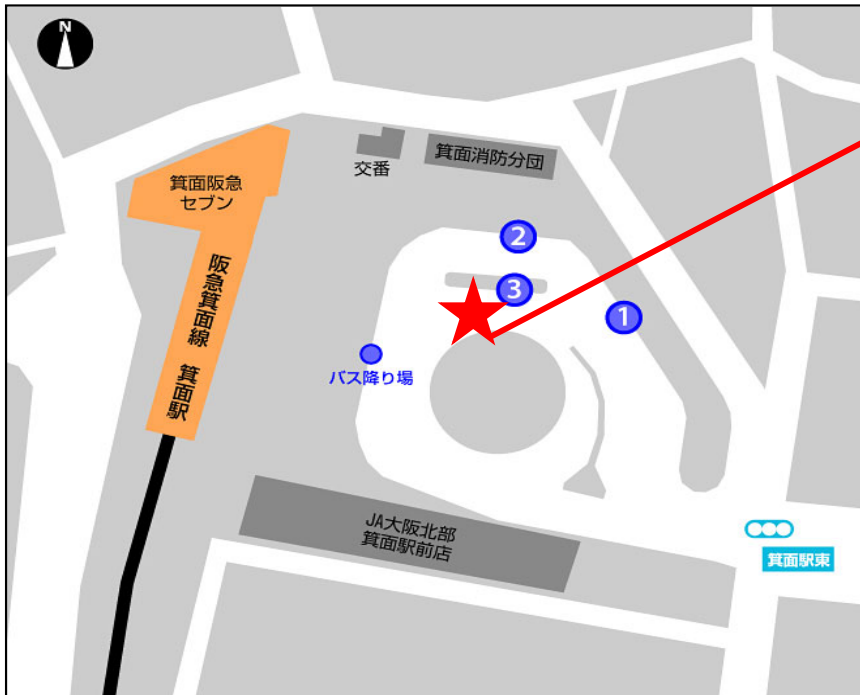 N
箕面阪急
セブン
交番
箕面消防分団
2
3
1
阪急箕面線 箕面駅
バス降り場
JA大阪北部
箕面駅前店
箕面駅東